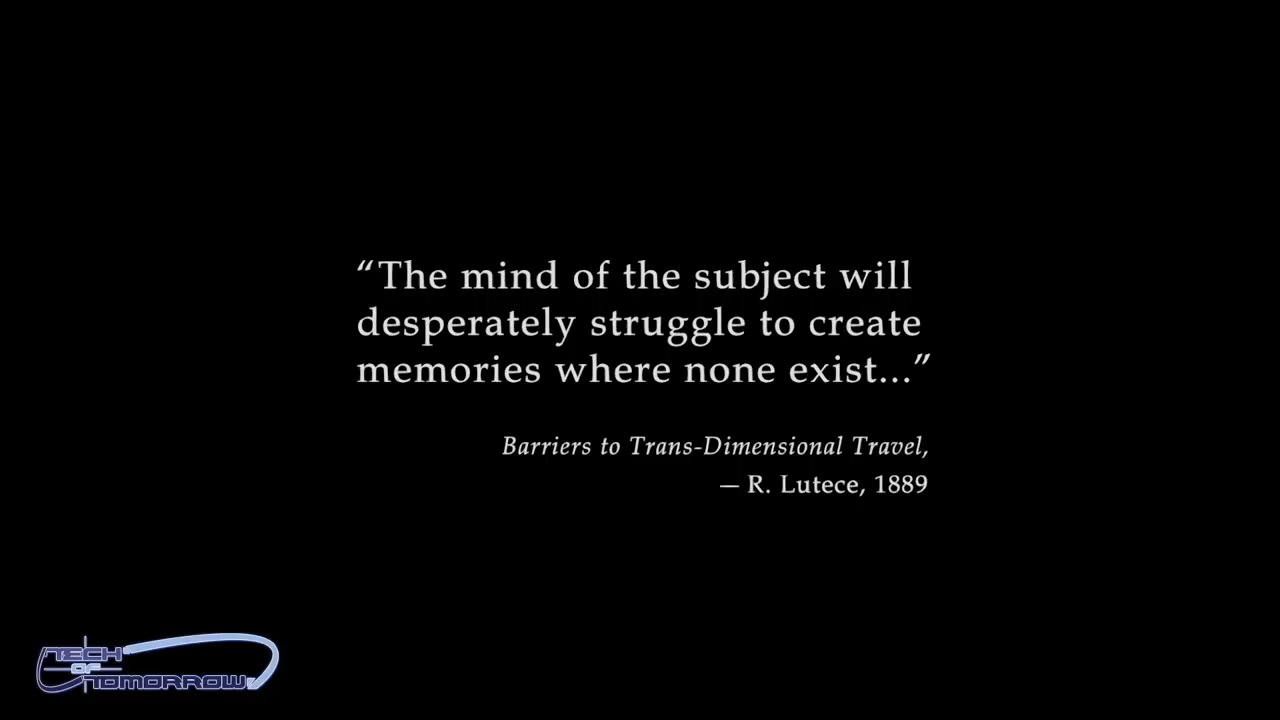 “The mind of the subject will
desperately struggle to create
memories where none exist...”
Barriers to Trans-Dimensional Travel,
— R. Lutece, 1889
TECH
OF
TOMORROW